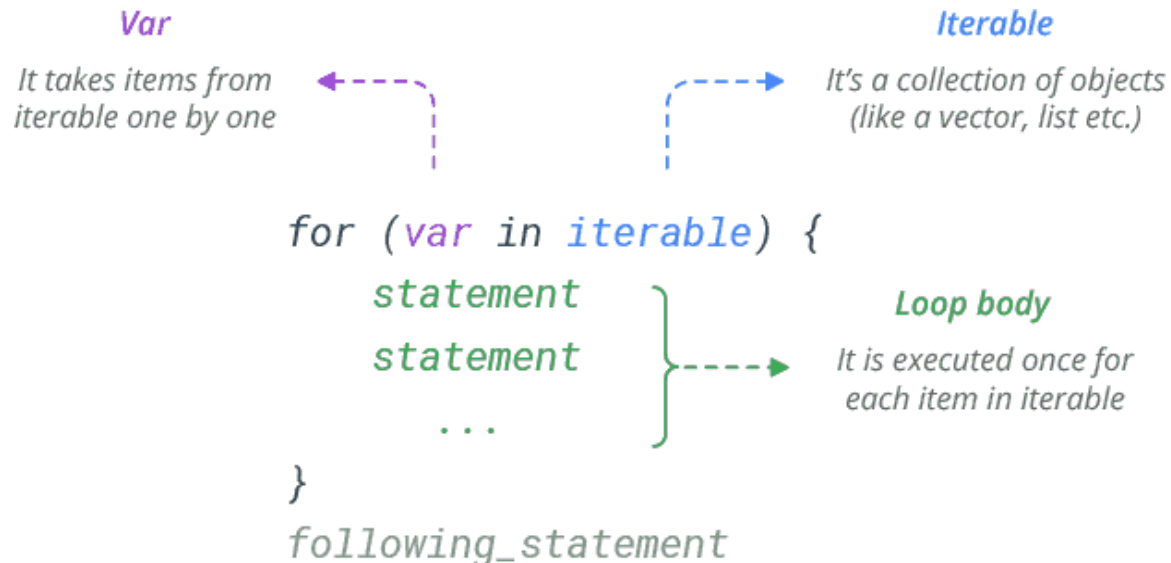 Var
It takes items from
iterable one by one
Iterable
It's a collection of objects
(like a vector, list etc.)
for (var in iterable) {
statement
statement
...
}
following_statement
Loop body
It is executed once for
each item in iterable